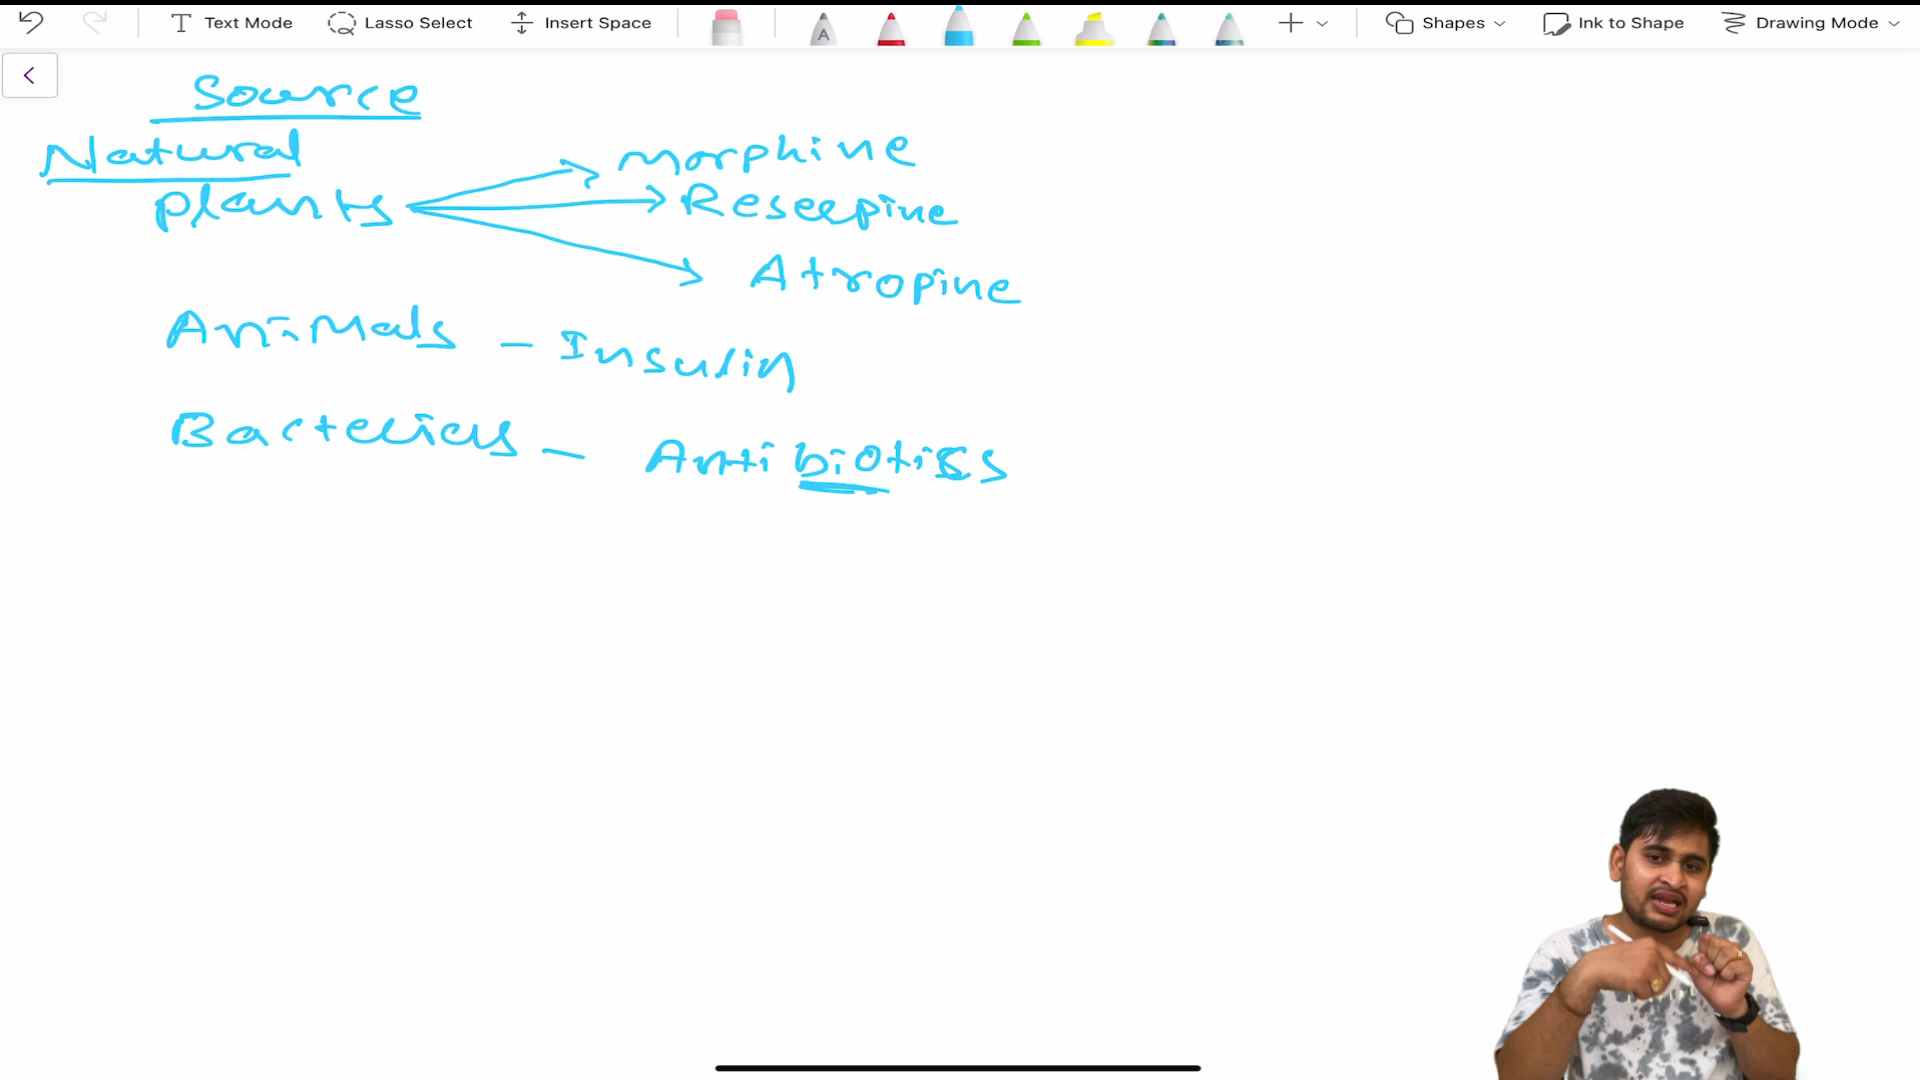 Text Mode Lasso Select Insert Space A Shapes Ink to Shape Drawing Mode
Source
Natural
plants morphine
Reserpine
Atropine
Animals - Insulin
Bacterias - Antibiotics